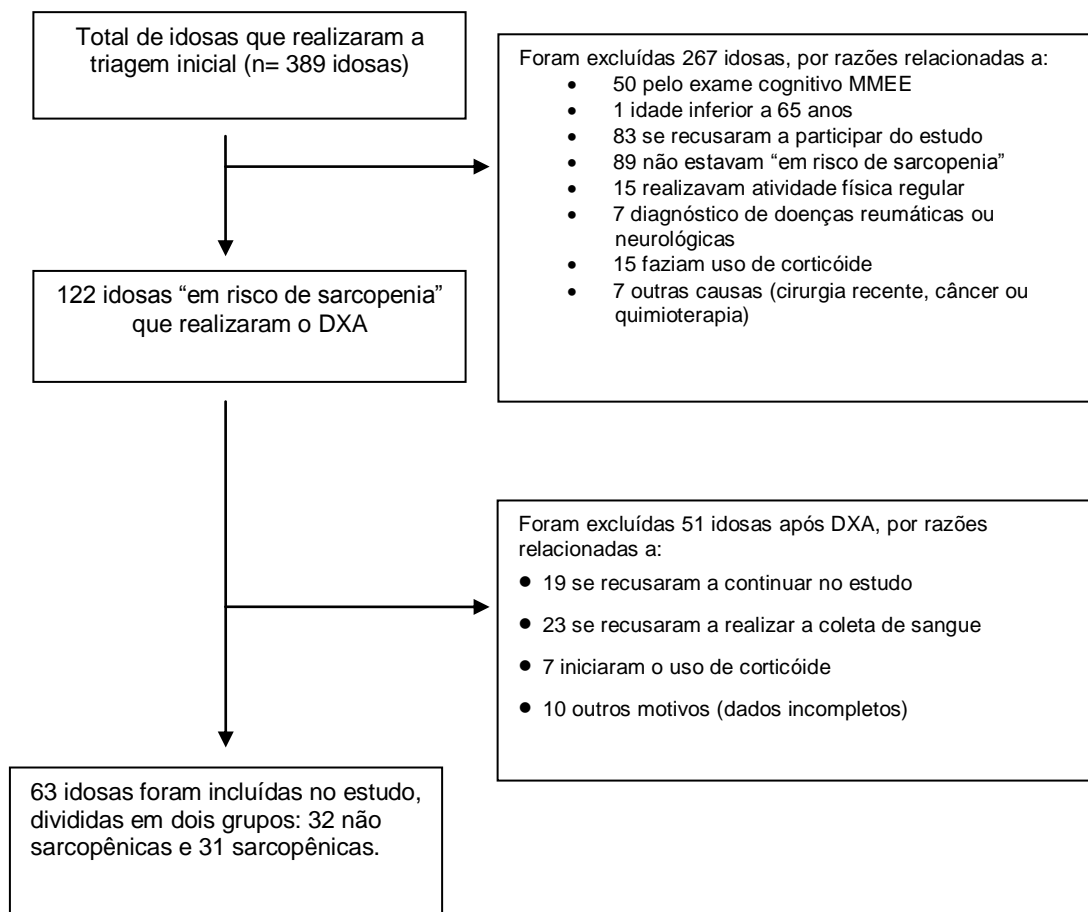 Total de idosas que realizaram a
triagem inicial (n= 389 idosas)
Foram excluídas 267 idosas, por razões relacionadas a:
• 50 pelo exame cognitivo MMEE
• 1 idade inferior a 65 anos
• 83 se recusaram a participar do estudo
• 89 não estavam “em risco de sarcopenia”
• 15 realizavam atividade física regular
• 7 diagnóstico de doenças reumáticas ou
neurológicas
• 15 faziam uso de corticóide
• 7 outras causas (cirurgia recente, câncer ou
quimioterapia)
122 idosas “em risco de sarcopenia”
que realizaram o DXA
Foram excluídas 51 idosas após DXA, por razões
relacionadas a:
• 19 se recusaram a continuar no estudo
• 23 se recusaram a realizar a coleta de sangue
• 7 iniciaram o uso de corticóide
• 10 outros motivos (dados incompletos)
63 idosas foram incluídas no estudo,
divididas em dois grupos: 32 não
sarcopênicas e 31 sarcopênicas.